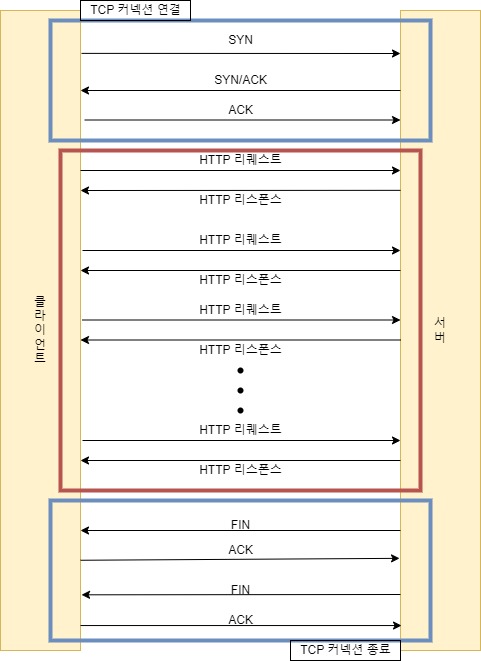 TCP 커넥션 연결
SYN
SYN/ACK
ACK
HTTP 리퀘스트
HTTP 리스폰스
HTTP 리퀘스트
HTTP 리스폰스
클라이언트
서버
HTTP 리퀘스트
HTTP 리스폰스
HTTP 리퀘스트
HTTP 리스폰스
FIN
ACK
FIN
ACK
TCP 커넥션 종료